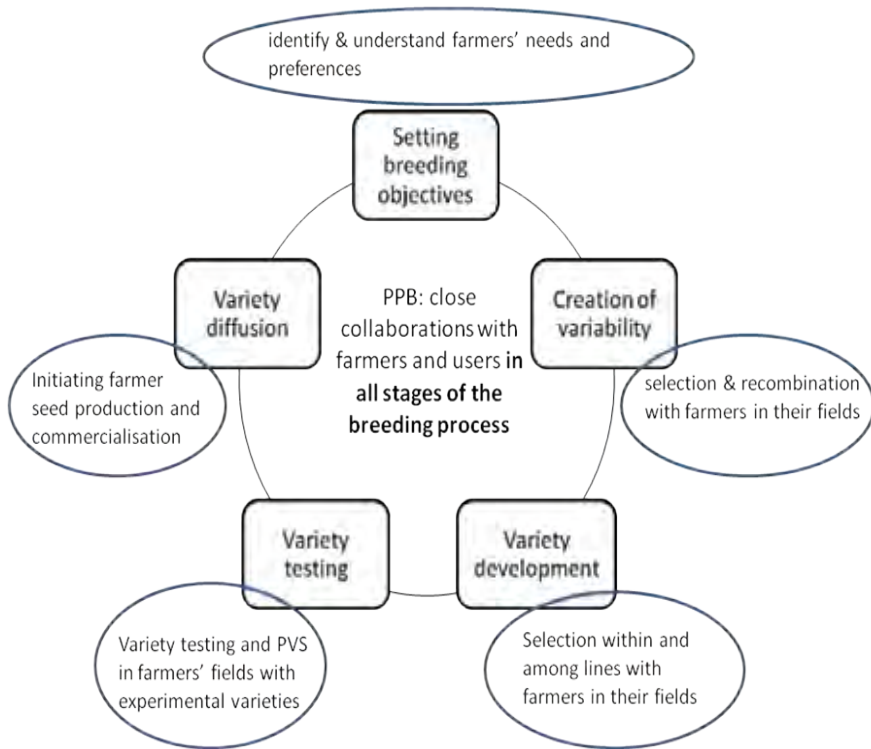 identify & understand farmers' needs and
preferences
Setting
breeding
objectives
Variety
diffusion
PPB: close
collaborations with
farmers and users in
all stages of the
breeding process
Creation of
variability
Initiating farmer
seed production and
commercialisation
selection & recombination
with farmers in their fields
Variety
testing
Variety
development
Variety testing and PVS
in farmers' fields with
experimental varieties
Selection within and
among lines with
farmers in their fields